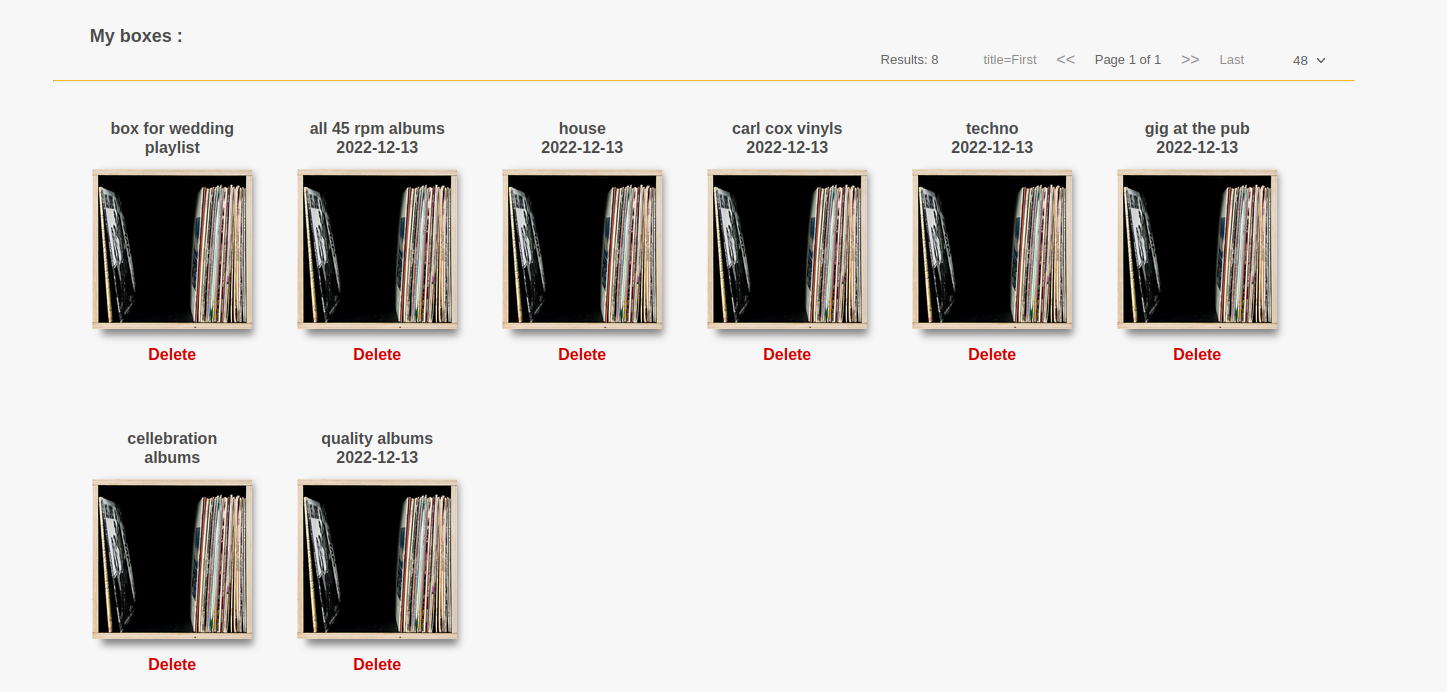 My boxes :
Results: 8 title=First << Page 1 of 1 >> Last 48
box for wedding
playlist
all 45 rpm albums
2022-12-13
house
2022-12-13
carl cox vinyls
2022-12-13
techno
2022-12-13
gig at the pub
2022-12-13
Delete Delete Delete Delete Delete Delete
cellebration
albums
quality albums
2022-12-13
Delete Delete